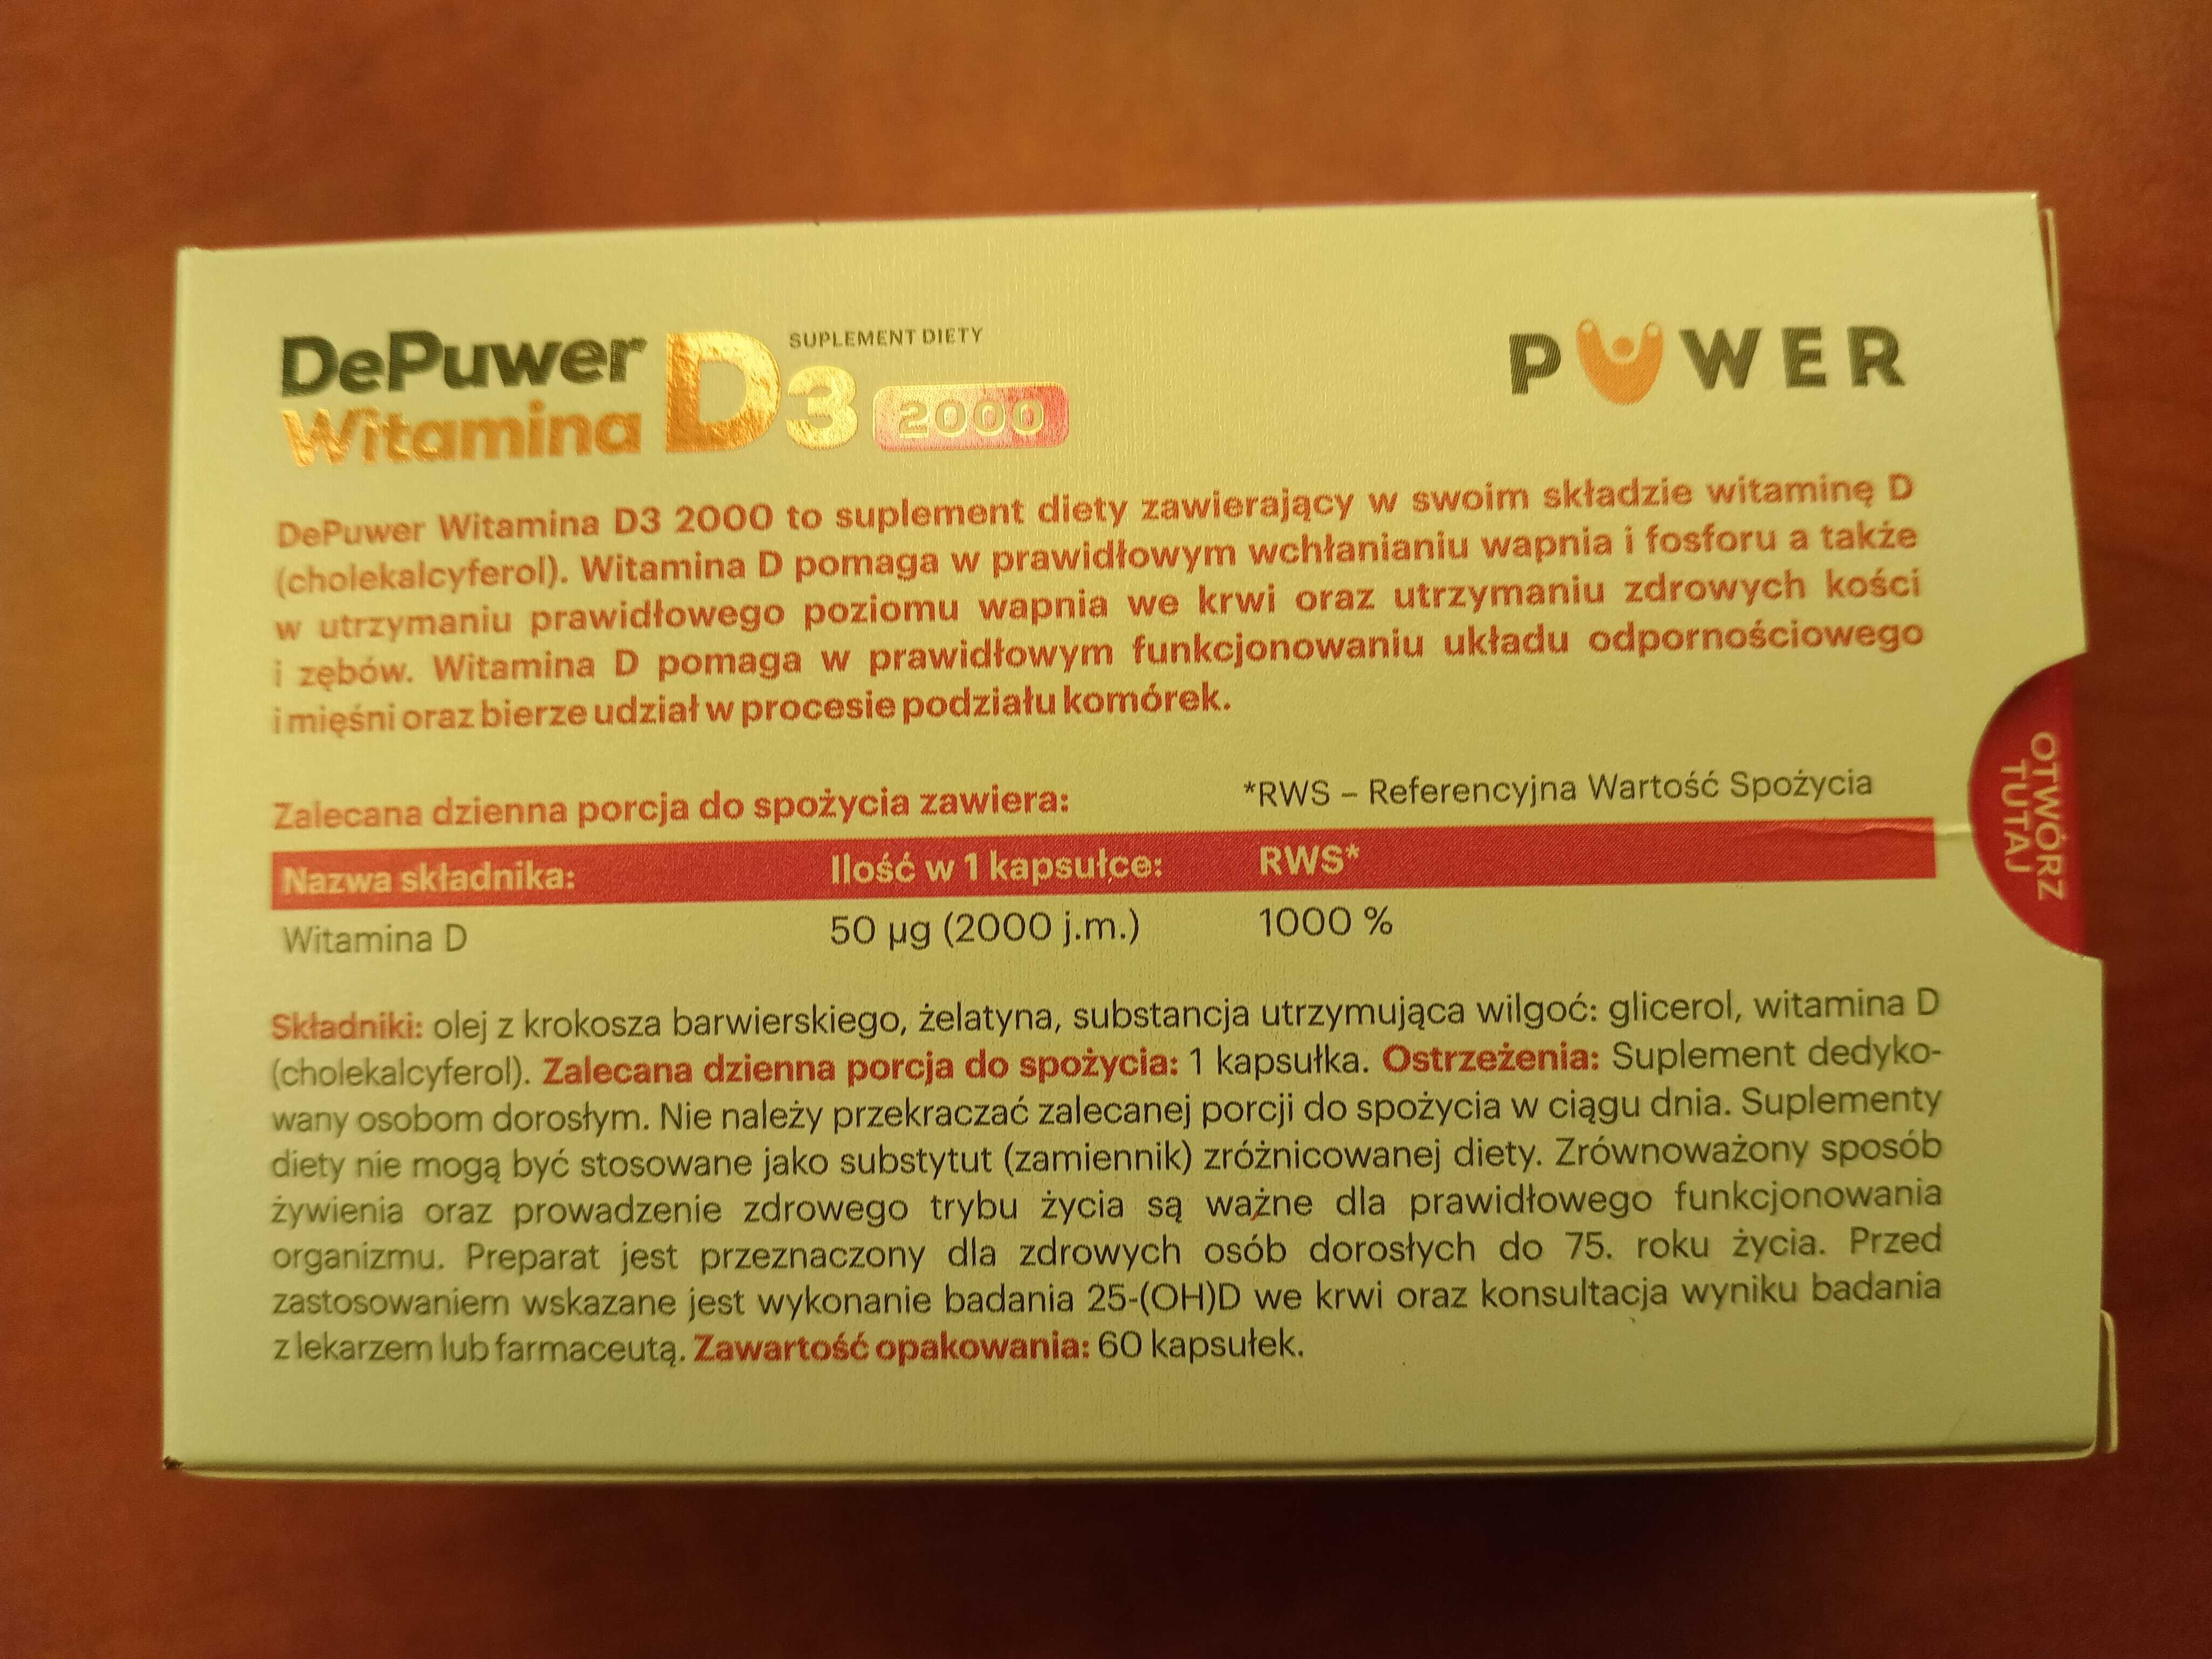 DePuwer
Witamina D3 2000
SUPLEMENT DIETY
PUWER
DePuwer Witamina D3 2000 to suplement diety zawierający w swoim składzie witaminę D
(cholekalcyferol). Witamina D pomaga w prawidłowym wchłanianiu wapnia i fosforu a także
w utrzymaniu prawidłowego poziomu wapnia we krwi oraz utrzymaniu zdrowych kości
i zębów. Witamina D pomaga w prawidłowym funkcjonowaniu układu odpornościowego
i mięśni oraz bierze udział w procesie podziału komórek.
Zalecana dzienna porcja do spożycia zawiera:
*RWS – Referencyjna Wartość Spożycia
Nazwa składnika: Ilość w 1 kapsułce: RWS*
Witamina D 50 µg (2000 j.m.) 1000 %
Składniki: olej z krokosza barwierskiego, żelatyna, substancja utrzymująca wilgoć: glicerol, witamina D
(cholekalcyferol). Zalecana dzienna porcja do spożycia: 1 kapsułka. Ostrzeżenia: Suplement dedyko-
wany osobom dorosłym. Nie należy przekraczać zalecanej porcji do spożycia w ciągu dnia. Suplementy
diety nie mogą być stosowane jako substytut (zamiennik) zróżnicowanej diety. Zrównoważony sposób
żywienia oraz prowadzenie zdrowego trybu życia są ważne dla prawidłowego funkcjonowania
organizmu. Preparat jest przeznaczony dla zdrowych osób dorosłych do 75. roku życia. Przed
zastosowaniem wskazane jest wykonanie badania 25-(OH)D we krwi oraz konsultacja wyniku badania
z lekarzem lub farmaceutą. Zawartość opakowania: 60 kapsułek.
OTWÓRZ
TUTAJ